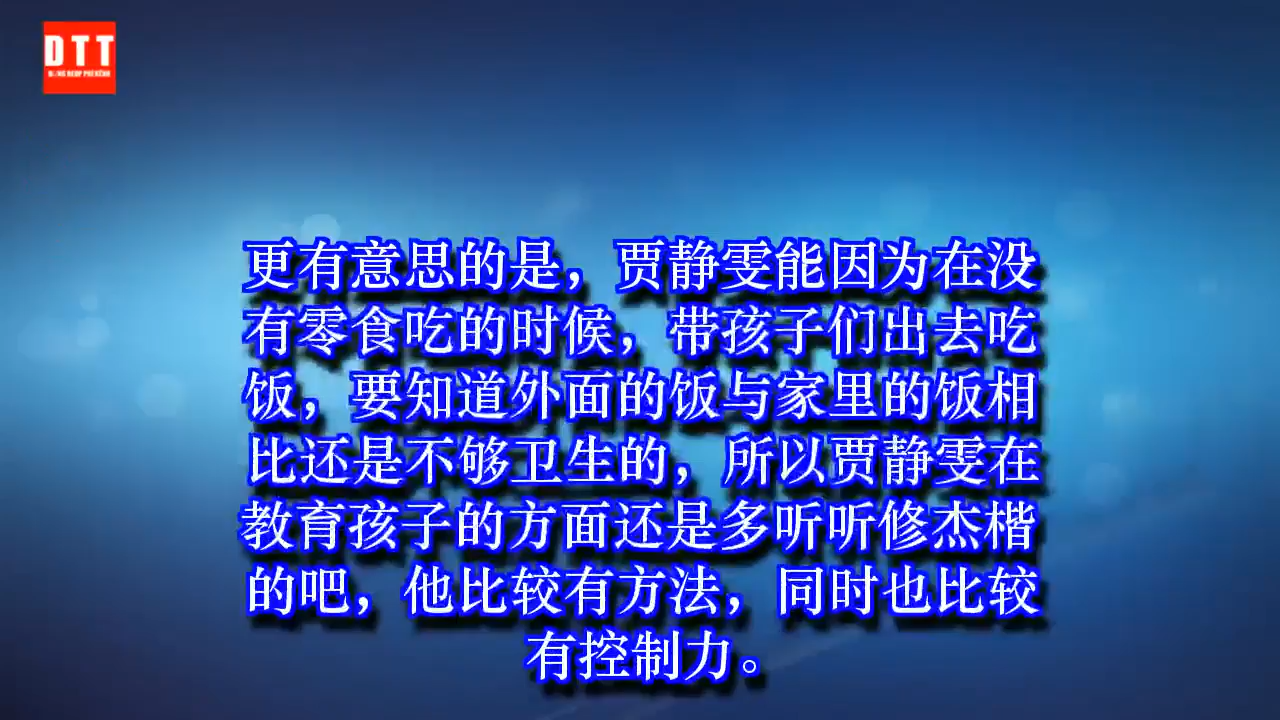 DTT
更有意思的是，贾静雯能因为在没
有零食吃的时候，带孩子们出去吃
饭，要知道外面的饭与家里的饭相
比还是不够卫生的，所以贾静雯在
教育孩子的方面还是多听听修杰楷
的吧，他比较有方法，同时也比较
有控制力。